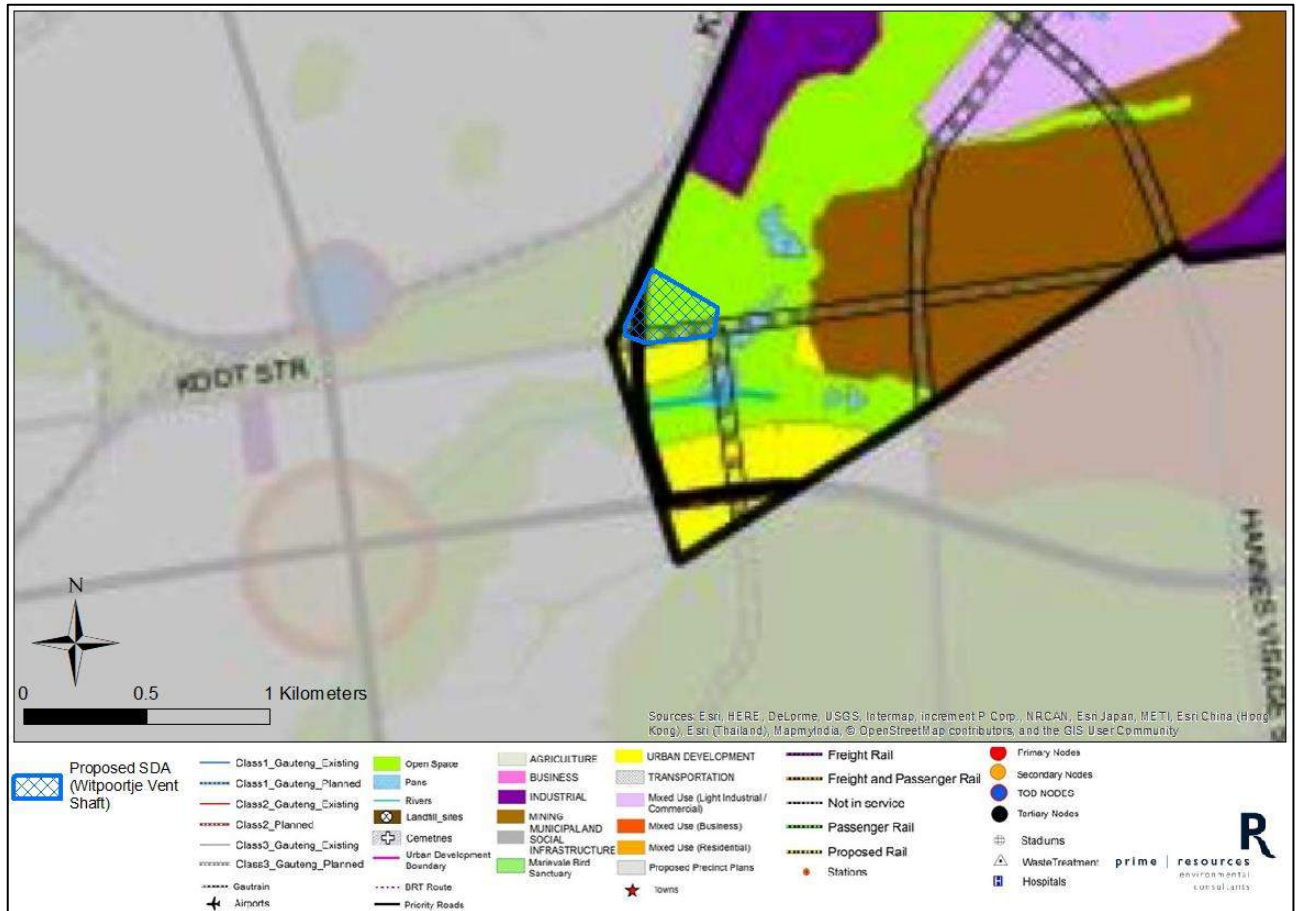 KOOT STR
HANNES VISAGIE
N
0 0.5 1 Kilometers
Sources: Esri, HERE, DeLorme, USGS, Intermap, increment P Corp., NRCAN, Esri Japan, METI, Esri China (Hong
Kong), Esri (Thailand), MapmyIndia, © OpenStreetMap contributors, and the GIS User Community
Proposed SDA
(Witpoortje Vent
Shaft)
Class1_Gauteng_Existing
Class1_Gauteng_Planned
Class2_Gauteng_Existing
Class2_Planned
Class3_Gauteng_Existing
Class3_Gauteng_Planned
Gautrain
Airports
Open Space
Pans
Rivers
Landfill_sites
Cemetries
Urban Development
Boundary
BRT Route
Priority Roads
AGRICULTURE
BUSINESS
INDUSTRIAL
MINING
MUNICIPAL AND
SOCIAL
INFRASTRUCTURE
Marievale Bird
Sanctuary
URBAN DEVELOPMENT
TRANSPORTATION
Mixed Use (Light Industrial /
Commercial)
Mixed Use (Business)
Mixed Use (Residential)
Proposed Precinct Plans
Towns
Freight Rail
Freight and Passenger Rail
Not in service
Passenger Rail
Proposed Rail
Stations
Primary Nodes
Secondary Nodes
TOD NODES
Tertiary Nodes
Stadiums
WasteTreatment
Hospitals
R
prime | resources
environmental
consultants